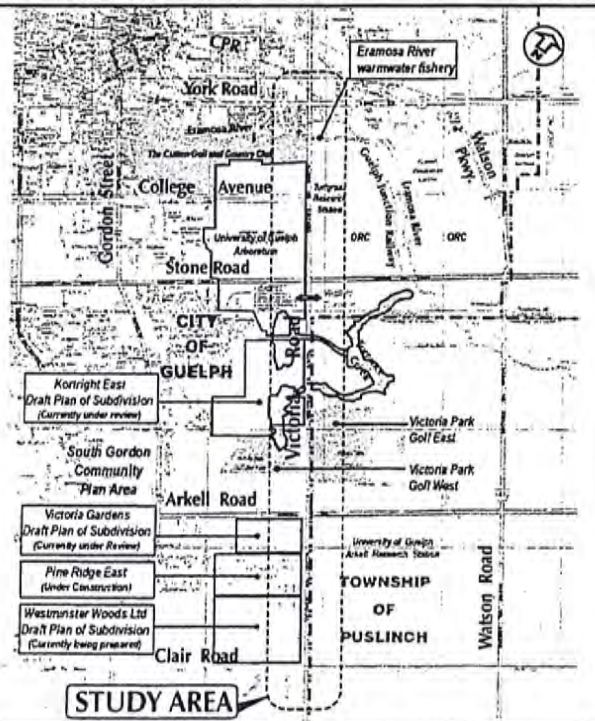 CPR
Eramosa River
warmwater fishery
N
York Road
Eramosa River
The Cutten Golf and Country Club
Gordon Street
College Avenue
Turfgrass
Research
Station
Guelph Junction Railway
Eramosa River
Watson
Pkwy.
University of Guelph
Arboretum
ORC
ORC
Stone Road
CITY
OF
GUELPH
Victoria Road
Creek
Kortright East
Draft Plan of Subdivision
(Currently under review)
Victoria Park
Golf East
South Gordon
Community
Plan Area
Victoria Park
Golf West
Arkell Road
Victoria Gardens
Draft Plan of Subdivision
(Currently under Review)
University of Guelph
Arkell Research Station
Pine Ridge East
(Under Construction)
TOWNSHIP
OF
PUSLINCH
Watson Road
Westminster Woods Ltd
Draft Plan of Subdivision
(Currently being prepared)
Clair Road
STUDY AREA